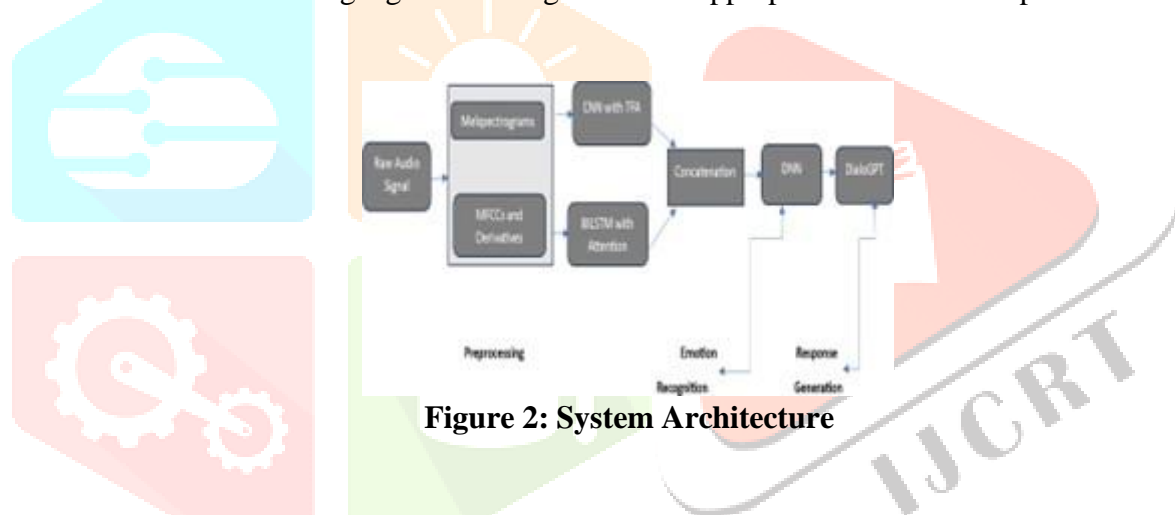 Raw Audio
Signal
Melspectrograms
MFCCs and
Derivatives
CNN with TFA
BILSTM with
Attention
Concatenation
DNN
DialoGPT
Preprocessing
Emotion
Recognition
Response
Generation
Figure 2: System Architecture
IJCRT